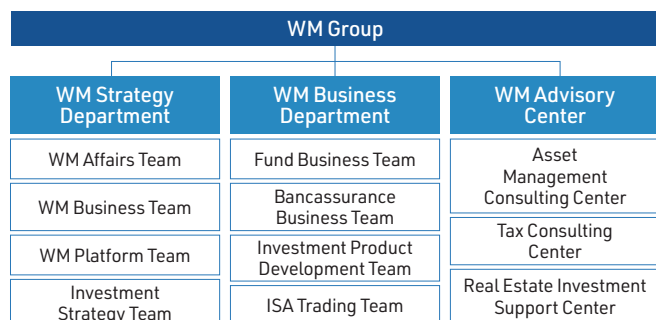 WM Group
WM Strategy
Department
WM Affairs Team
WM Business Team
WM Platform Team
Investment
Strategy Team
WM Business
Department
Fund Business Team
Bancassurance
Business Team
Investment Product
Development Team
ISA Trading Team
WM Advisory
Center
Asset
Management
Consulting Center
Tax Consulting
Center
Real Estate Investment
Support Center